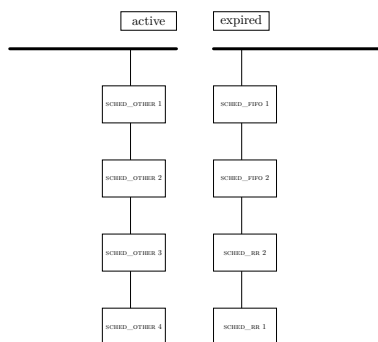 active
expired
SCHED_OTHER 1
SCHED_FIFO 1
SCHED_OTHER 2
SCHED_FIFO 2
SCHED_OTHER 3
SCHED_RR 2
SCHED_OTHER 4
SCHED_RR 1